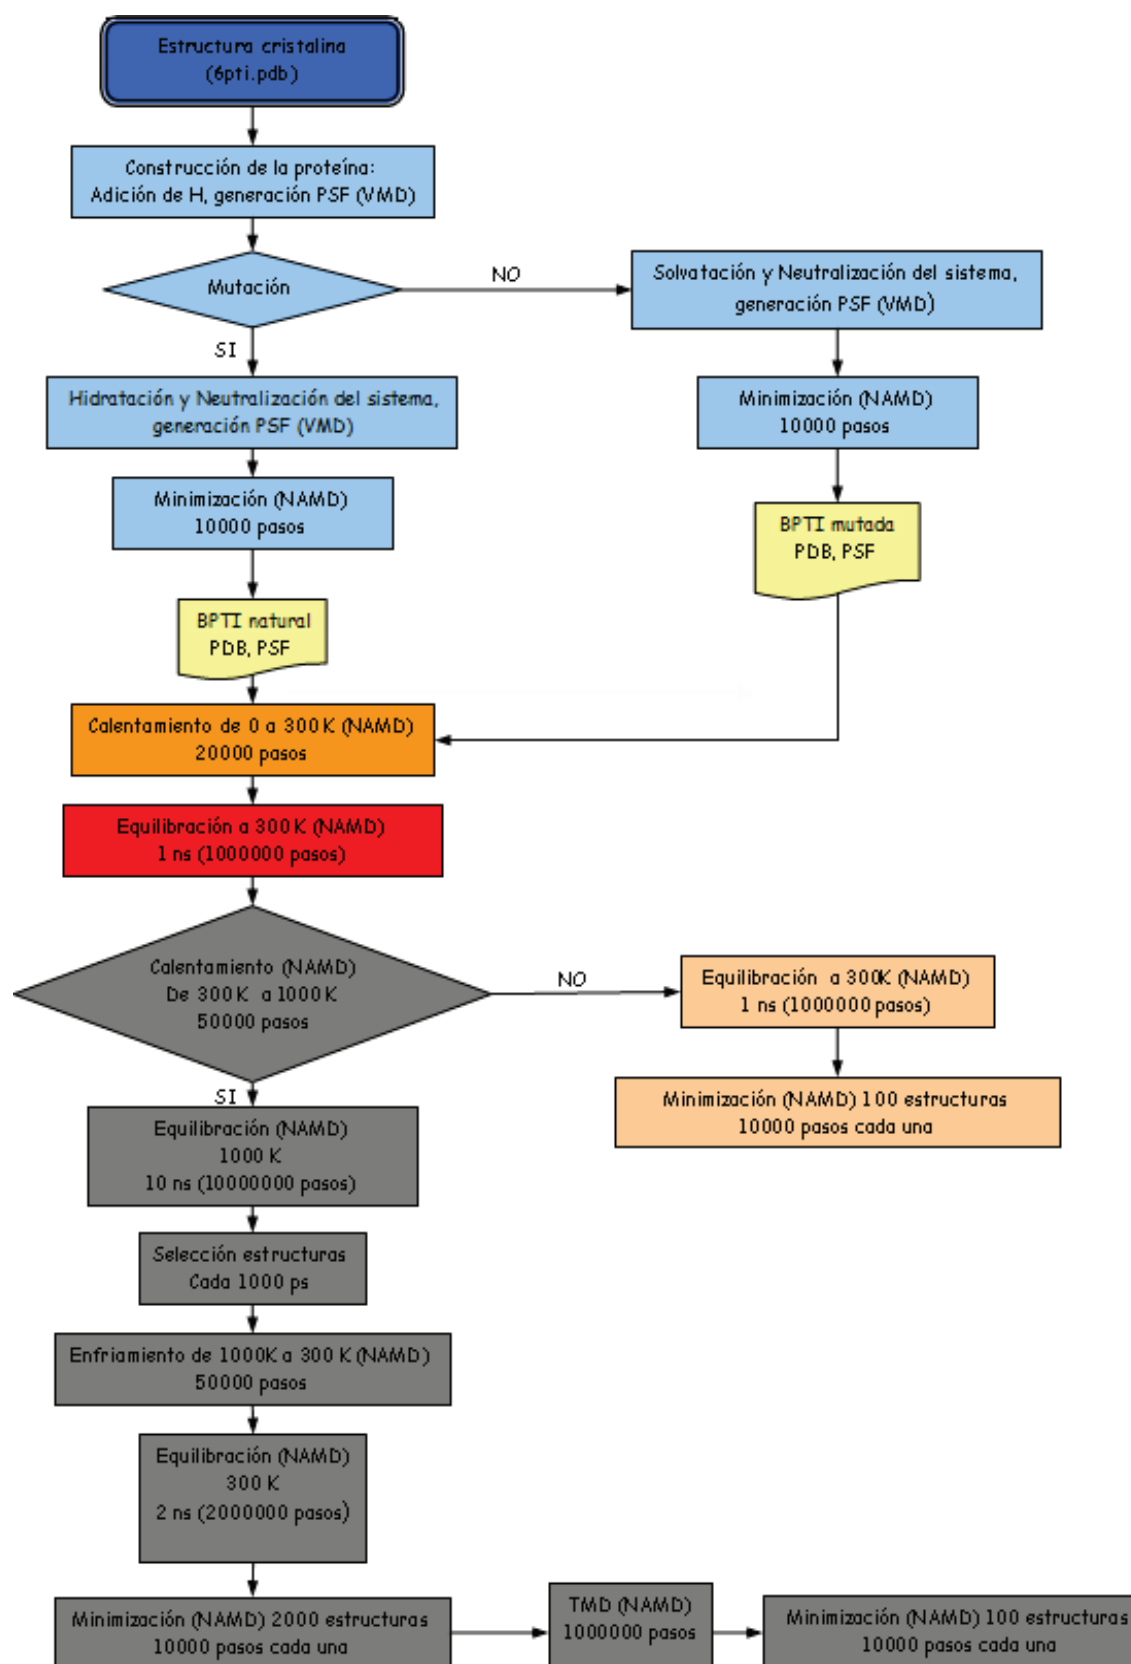 Estructura cristalina
(6pti.pdb)
Construcción de la proteína:
Adición de H, generación PSF (VMD)
Mutación
NO
Solvatación y Neutralización del sistema,
generación PSF (VMD)
SI
Hidratación y Neutralización del sistema,
generación PSF (VMD)
Minimización (NAMD)
10000 pasos
Minimización (NAMD)
10000 pasos
BPTI mutada
PDB, PSF
BPTI natural
PDB, PSF
Calentamiento de 0 a 300 K (NAMD)
20000 pasos
Equilibración a 300 K (NAMD)
1 ns (1000000 pasos)
Calentamiento (NAMD)
De 300 K a 1000 K
50000 pasos
NO
Equilibración a 300K (NAMD)
1 ns (1000000 pasos)
Minimización (NAMD) 100 estructuras
10000 pasos cada una
SI
Equilibración (NAMD)
1000 K
10 ns (10000000 pasos)
Selección estructuras
Cada 1000 ps
Enfriamiento de 1000K a 300 K (NAMD)
50000 pasos
Equilibración (NAMD)
300 K
2 ns (2000000 pasos)
Minimización (NAMD) 2000 estructuras
10000 pasos cada una
TMD (NAMD)
1000000 pasos
Minimización (NAMD) 100 estructuras
10000 pasos cada una